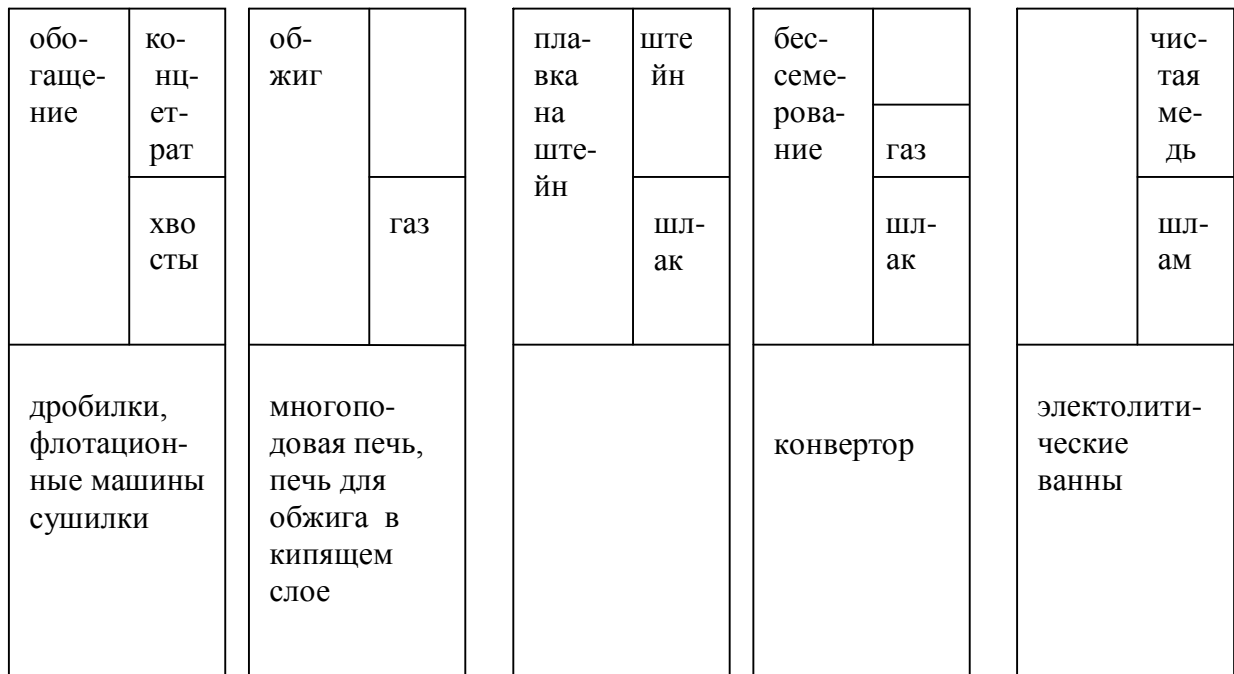 обо-
гаще-
ние
ко-
нц-
ет-
рат
хво
сты
дробилки,
флотацион-
ные машины
сушилки
об-
жиг
газ
многопо-
довая печь,
печь для
обжига в
кипящем
слое
пла-
вка
на
ште-
йн
ште
йн
шл-
ак
бес-
семе-
рова-
ние
газ
шл-
ак
конвертор
чис-
тая
ме-
дь
шл-
ам
электолити-
ческие
ванны